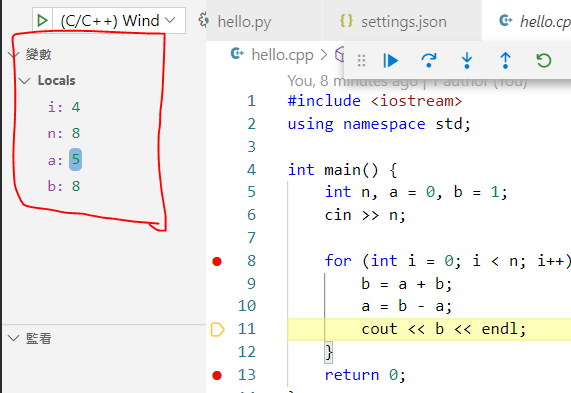 (C/C++) Wind
變數
Locals
i: 4
n: 8
a: 5
b: 8
監看
hello.py
settings.json
hello.cp
hello.cpp
You, 8 minutes ago | 1 author (You)
1 #include <iostream>
2 using namespace std;
3
4 int main() {
5 int n, a = 0, b = 1;
6 cin >> n;
7
8 for (int i = 0; i < n; i++)
9 b = a + b;
10 a = b - a;
11 cout << b << endl;
12 }
13 return 0;